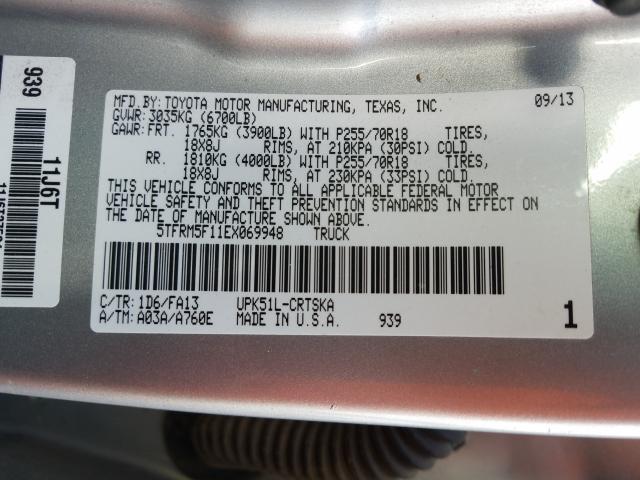 MFD.BY: TOYOTA MOTOR MANUFACTURING, TEXAS, INC. 09/13
GVWR: 3035KG (6700LB)
GAWR: FRT. 1765KG (3900LB) WITH P255/70R18 TIRES,
18X8J RIMS, AT 210KPA (30PSI) COLD.
RR. 1810KG (4000LB) WITH P255/70R18 TIRES,
18X8J RIMS, AT 230KPA (33PSI) COLD.
THIS VEHICLE CONFORMS TO ALL APPLICABLE FEDERAL MOTOR
VEHICLE SAFETY AND THEFT PREVENTION STANDARDS IN EFFECT ON
THE DATE OF MANUFACTURE SHOWN ABOVE.
5TFRM5F11EX069948 TRUCK
C/TR: 1D6/FA13 UPK51L-CRTSKA
A/TM: A03A/A760E MADE IN U.S.A. 939 1
939
11J6T